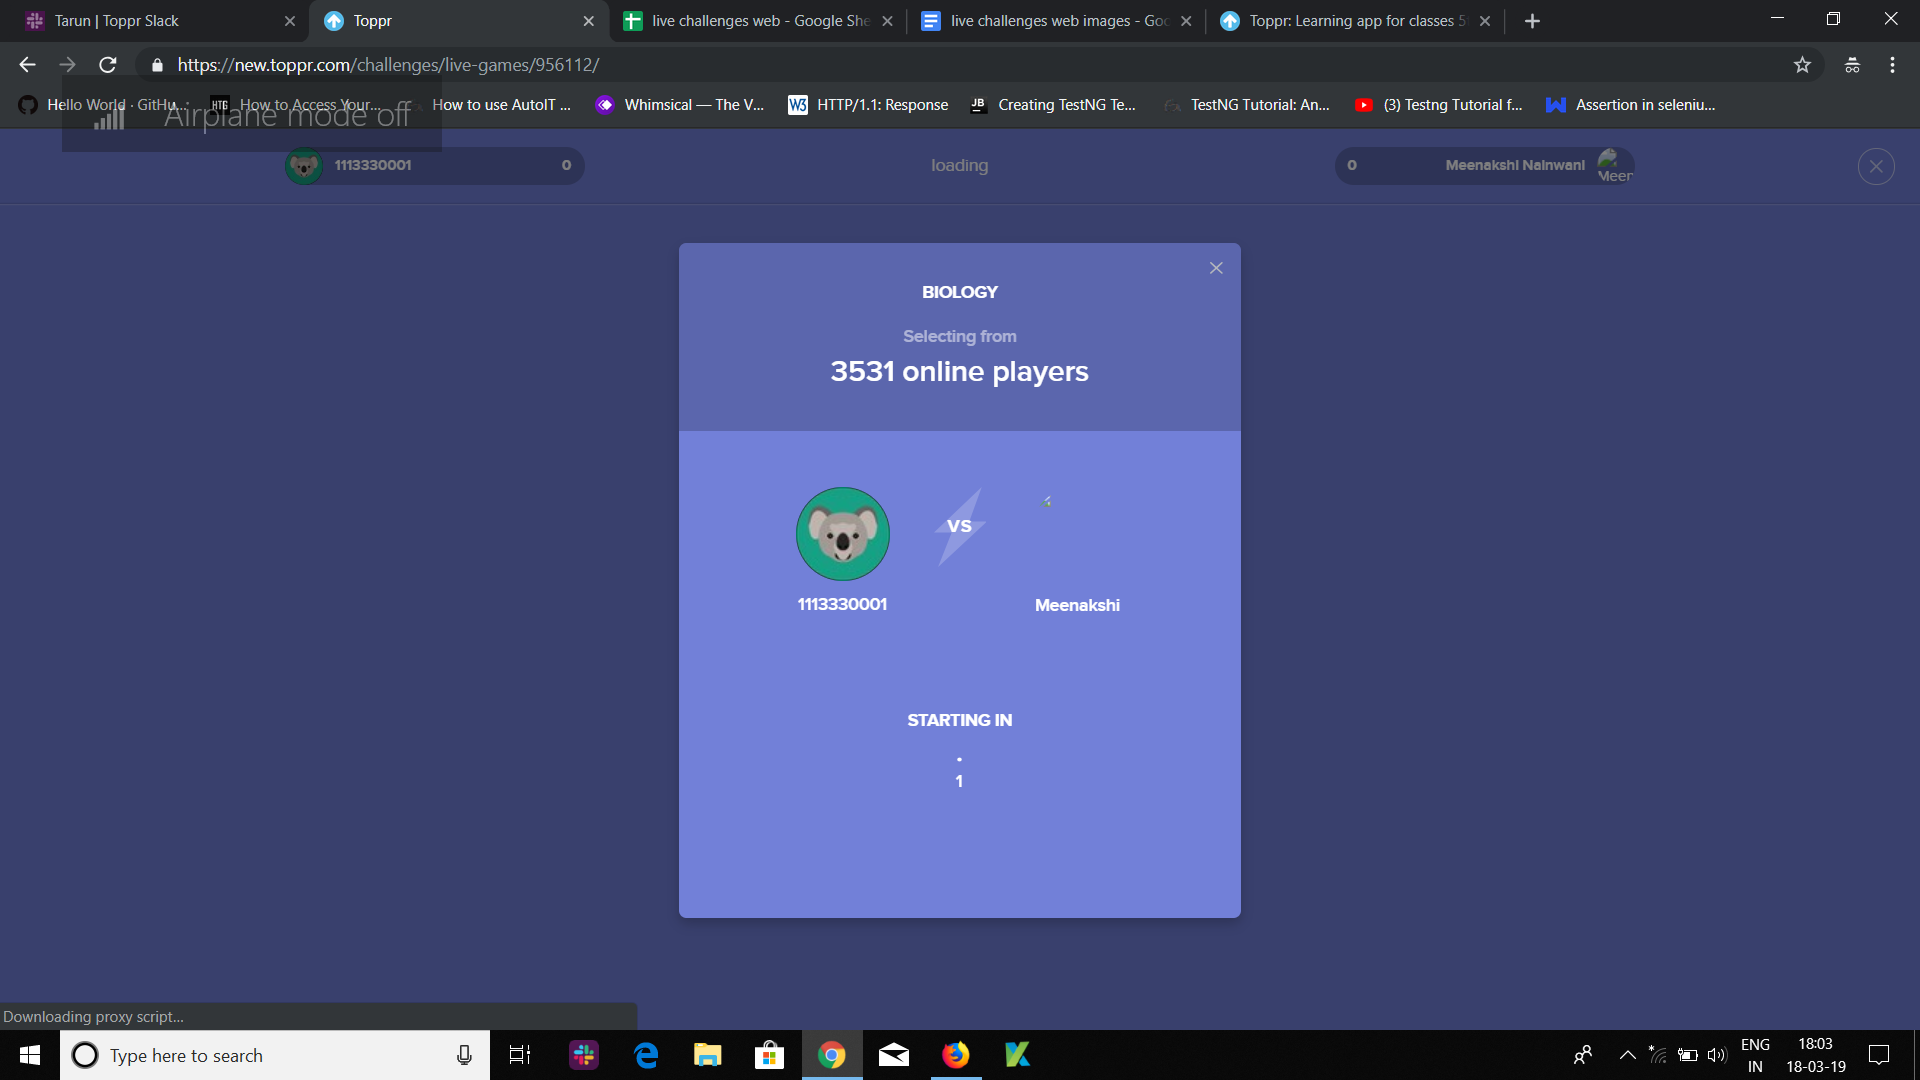 Tarun | Toppr Slack
Toppr
live challenges web - Google She
live challenges web images - Goo
Toppr: Learning app for classes 5
https://new.toppr.com/challenges/live-games/956112/
Hello World · GitHu...
How to Access Your...
How to use AutoIT ...
Whimsical — The V...
HTTP/1.1: Response
Creating TestNG Te...
TestNG Tutorial: An...
(3) Testng Tutorial f...
Assertion in seleniu...
HTG
W3
JB
Airplane mode off
1113330001
0
loading
0
Meenakshi Nainwani
Meen
BIOLOGY
Selecting from
3531 online players
VS
1113330001
Meenakshi
STARTING IN
1
Downloading proxy script...
Type here to search
ENG
IN
18:03
18-03-19